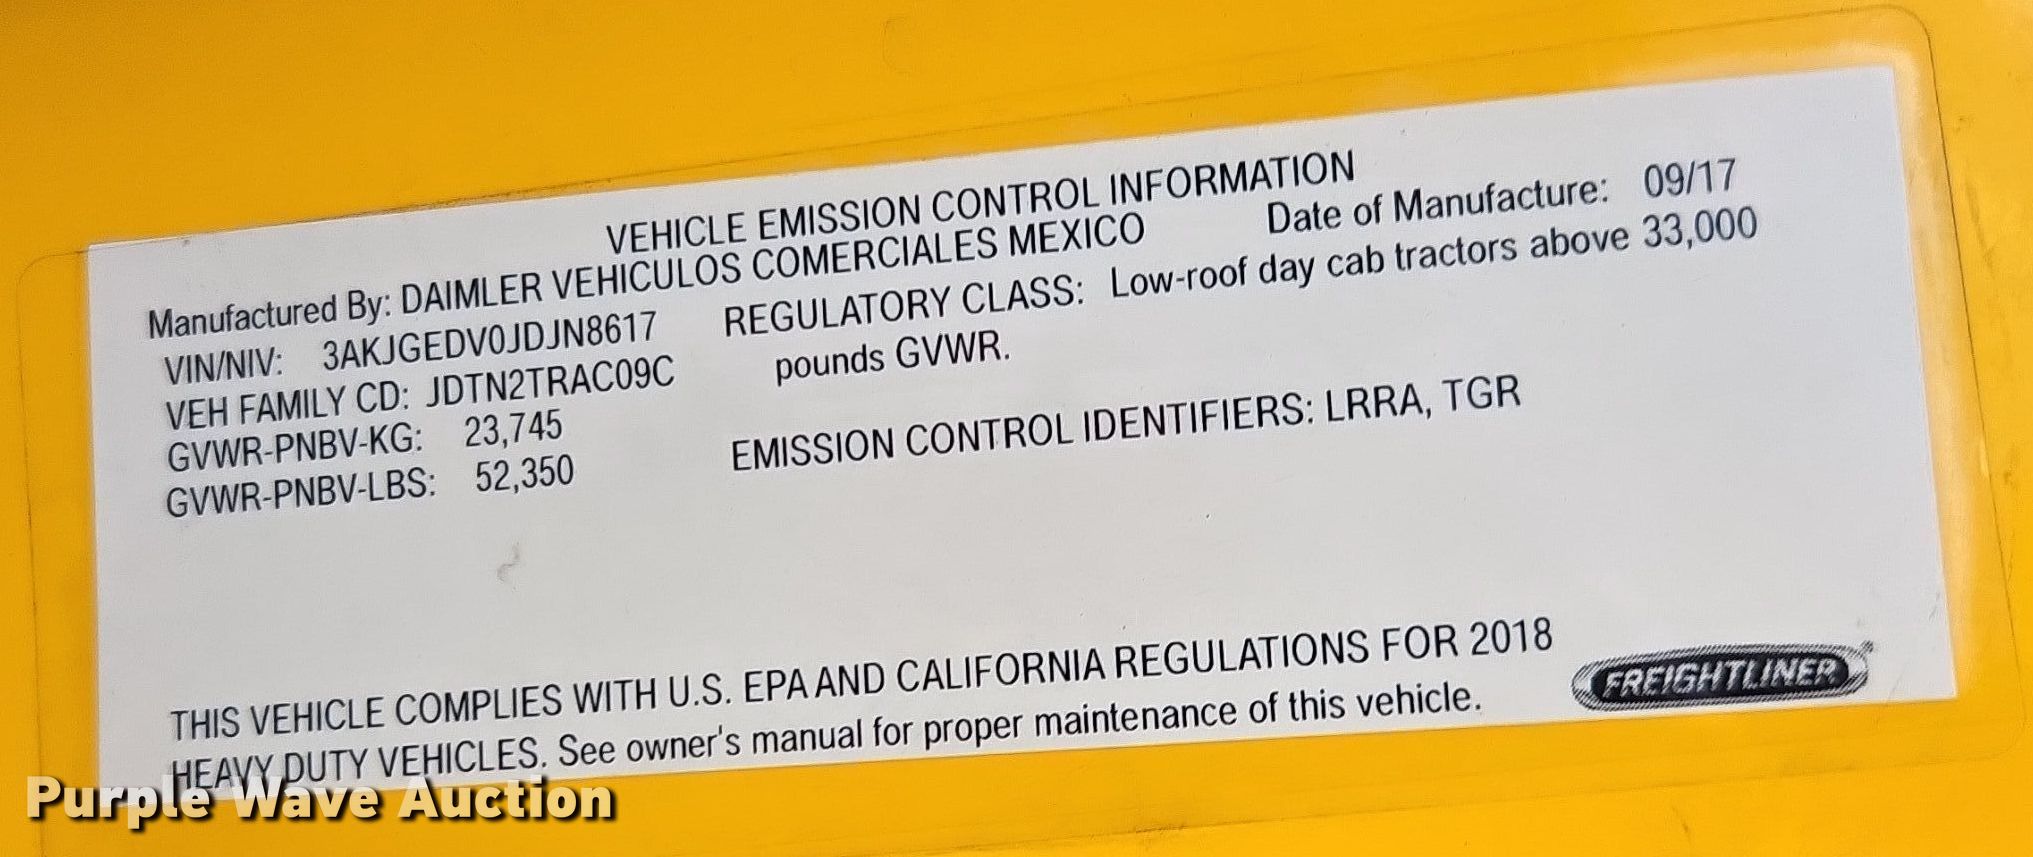 VEHICLE EMISSION CONTROL INFORMATION
Manufactured By: DAIMLER VEHICULOS COMERCIALES MEXICO Date of Manufacture: 09/17
VIN/NIV: 3AKJGEDV0JDJN8617 REGULATORY CLASS: Low-roof day cab tractors above 33,000
VEH FAMILY CD: JDTN2TRAC09C pounds GVWR.
GVWR-PNBV-KG: 23,745
GVWR-PNBV-LBS: 52,350 EMISSION CONTROL IDENTIFIERS: LRRA, TGR
THIS VEHICLE COMPLIES WITH U.S. EPA AND CALIFORNIA REGULATIONS FOR 2018
HEAVY DUTY VEHICLES. See owner's manual for proper maintenance of this vehicle.
FREIGHTLINER
Purple Wave Auction